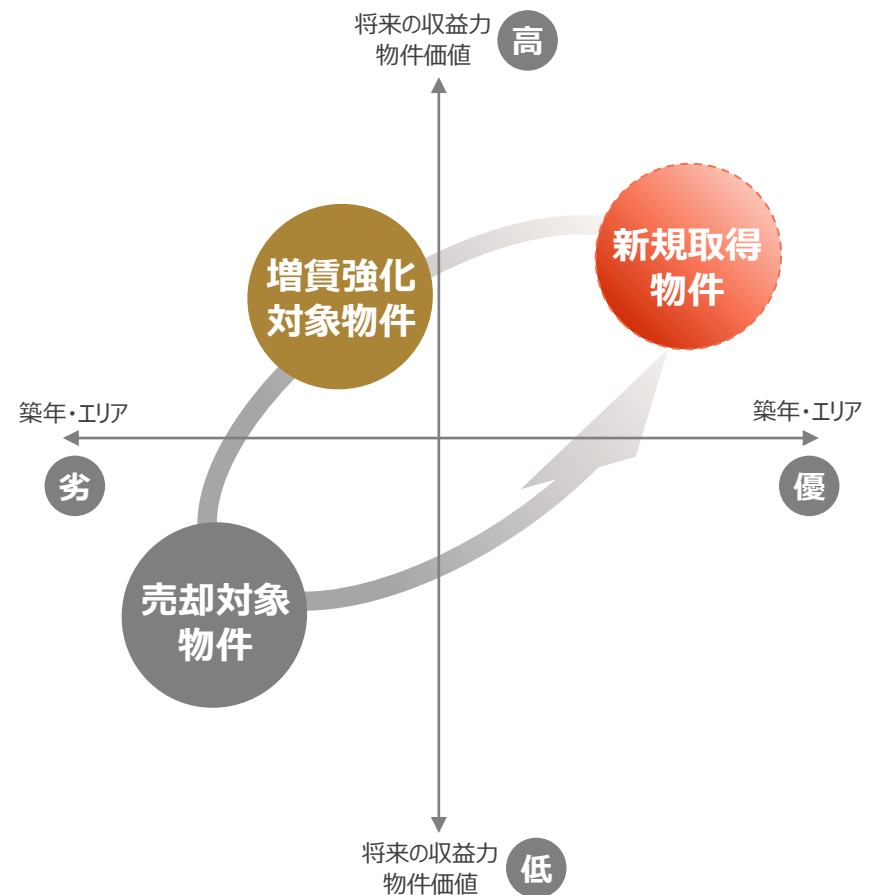 将来の収益力
物件価値
高
新規取得
物件
増賃強化
対象物件
築年・エリア
築年・エリア
劣
優
売却対象
物件
将来の収益力
物件価値
低